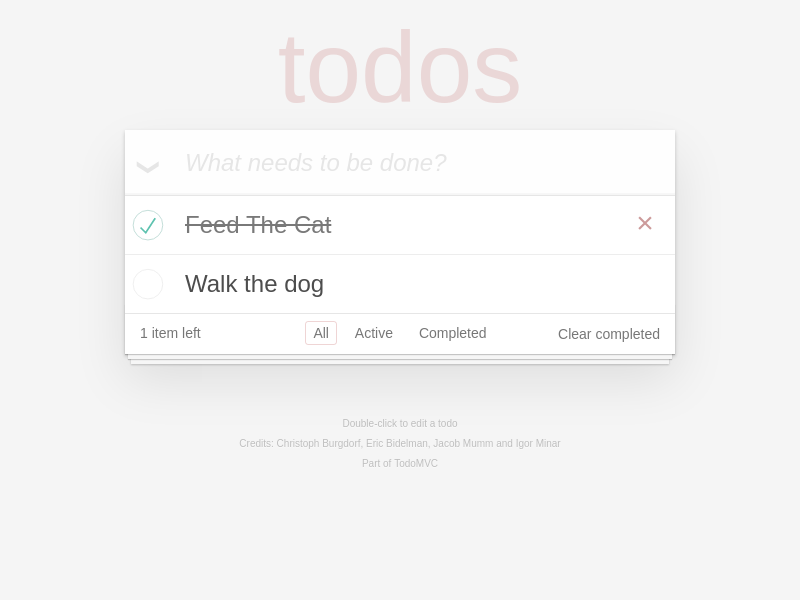 todos
What needs to be done?
Feed The Cat
Walk the dog
1 item left All Active Completed Clear completed
Double-click to edit a todo
Credits: Christoph Burgdorf, Eric Bidelman, Jacob Mumm and Igor Minar
Part of TodoMVC